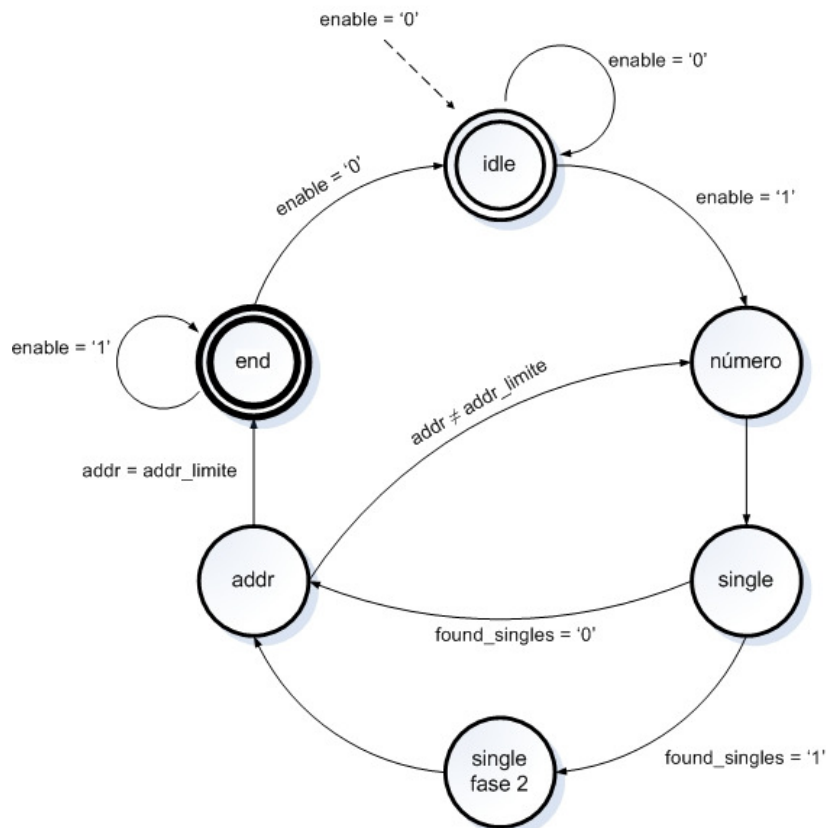 enable = ‘0’
enable = ‘0’
idle
enable = ‘0’
enable = ‘1’
enable = ‘1’
end
número
addr ≠ addr_limite
addr = addr_limite
addr
single
found_singles = ‘0’
single
fase 2
found_singles = ‘1’